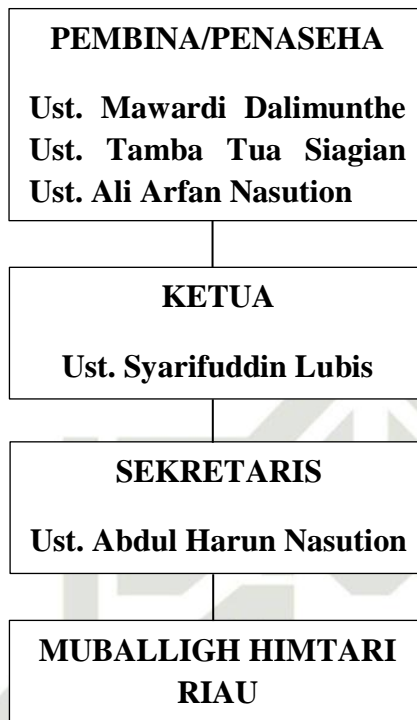 PEMBINA/PENASEHA
Ust. Mawardi Dalimunthe
Ust. Tamba Tua Siagian
Ust. Ali Arfan Nasution
KETUA
Ust. Syarifuddin Lubis
SEKRETARIS
Ust. Abdul Harun Nasution
MUBALLIGH HIMTARI
RIAU